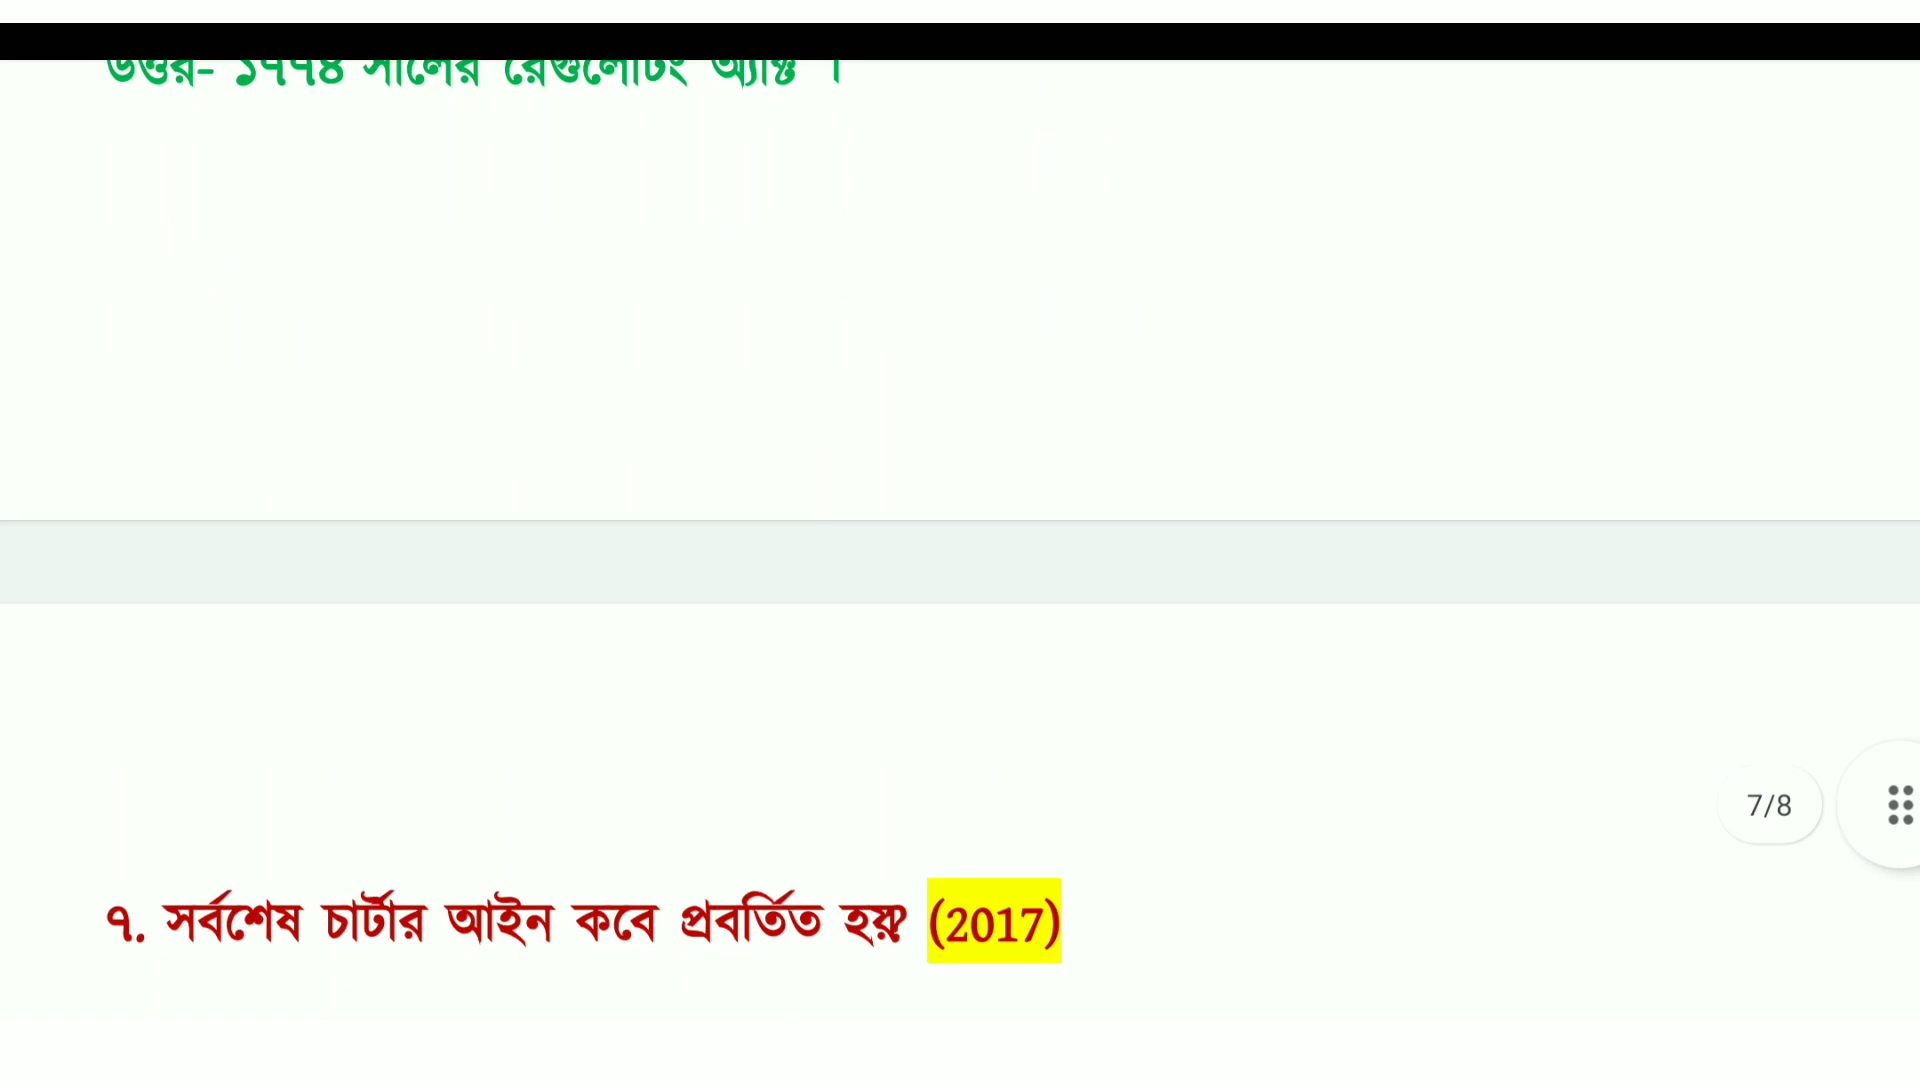 উত্তর- ১৭৭৪ সালের রেগুলেটিং অ্যাক্ট ।
7/8
৭. সর্বশেষ চার্টার আইন কবে প্রবর্তিত হয়? (2017)